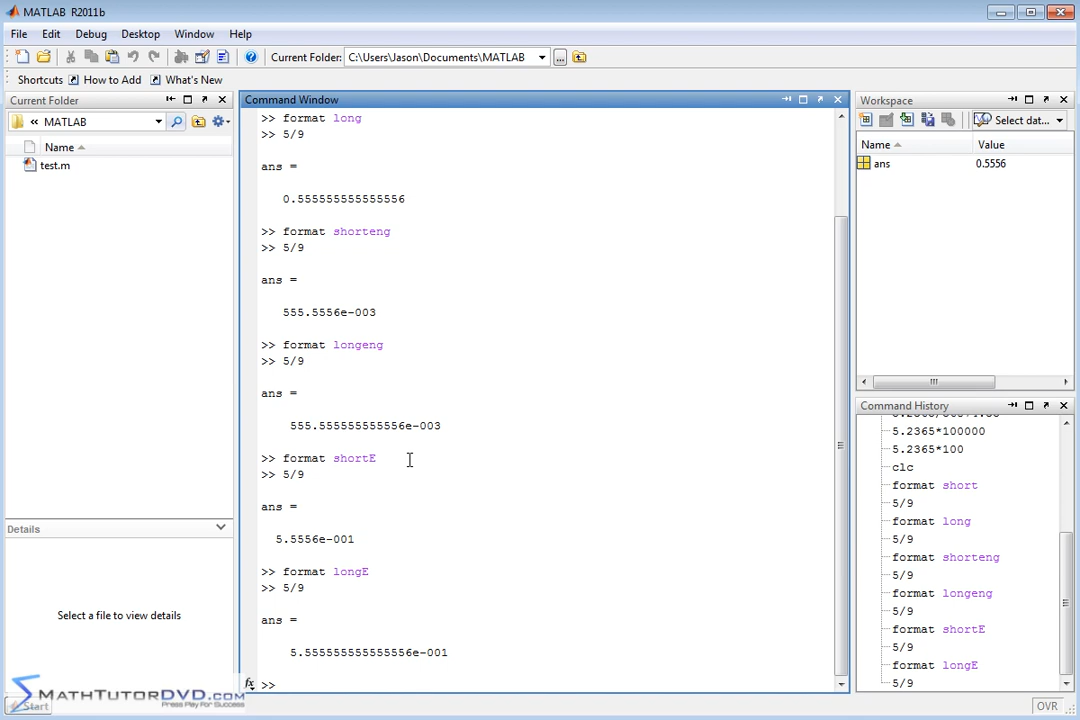 MATLAB R2011b
File Edit Debug Desktop Window Help
Current Folder: C:\Users\Jason\Documents\MATLAB ...
Shortcuts How to Add What's New
Current Folder
« MATLAB
Name
test.m
Details
Select a file to view details
MATHTUTORDVD.COM
Press Play For Success
Start
Command Window
>> format long
>> 5/9
ans =
0.555555555555556
>> format shorteng
>> 5/9
ans =
555.5556e-003
>> format longeng
>> 5/9
ans =
555.555555555556e-003
>> format shortE
>> 5/9
ans =
5.5556e-001
>> format longE
>> 5/9
ans =
5.555555555555556e-001
fx >>
Workspace
Select dat...
Name Value
ans 0.5556
Command History
5.2365*100000
5.2365*100
clc
format short
5/9
format long
5/9
format shorteng
5/9
format longeng
5/9
format shortE
5/9
format longE
5/9
OVR